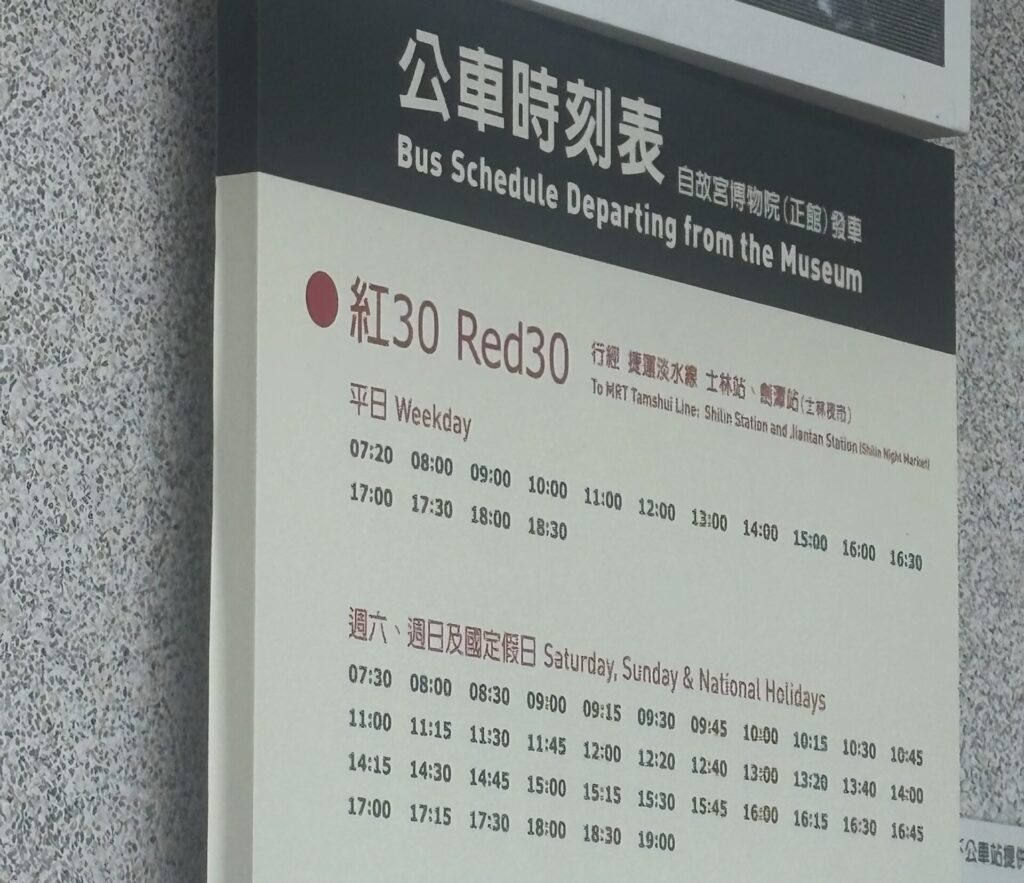 公車時刻表 自故宮博物院(正館)發車
Bus Schedule Departing from the Museum
紅30 Red30
行經 捷運淡水線 士林站、劍潭站(士林夜市)
To MRT Tamshui Line: Shilin Station and Jiantan Station (Shilin Night Market)
平日 Weekday
07:20 08:00 09:00 10:00 11:00 12:00 13:00 14:00 15:00 16:00 16:30
17:00 17:30 18:00 18:30
週六、週日及國定假日 Saturday, Sunday & National Holidays
07:30 08:00 08:30 09:00 09:15 09:30 09:45 10:00 10:15 10:30 10:45
11:00 11:15 11:30 11:45 12:00 12:20 12:40 13:00 13:20 13:40 14:00
14:15 14:30 14:45 15:00 15:15 15:30 15:45 16:00 16:15 16:30 16:45
17:00 17:15 17:30 18:00 18:30 19:00
公車站提供